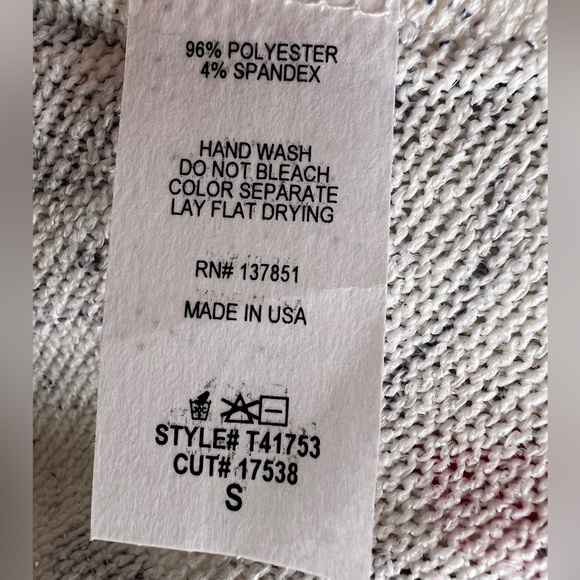 96% POLYESTER
4% SPANDEX
HAND WASH
DO NOT BLEACH
COLOR SEPARATE
LAY FLAT DRYING
RN# 137851
MADE IN USA
STYLE# T41753
CUT# 17538
S